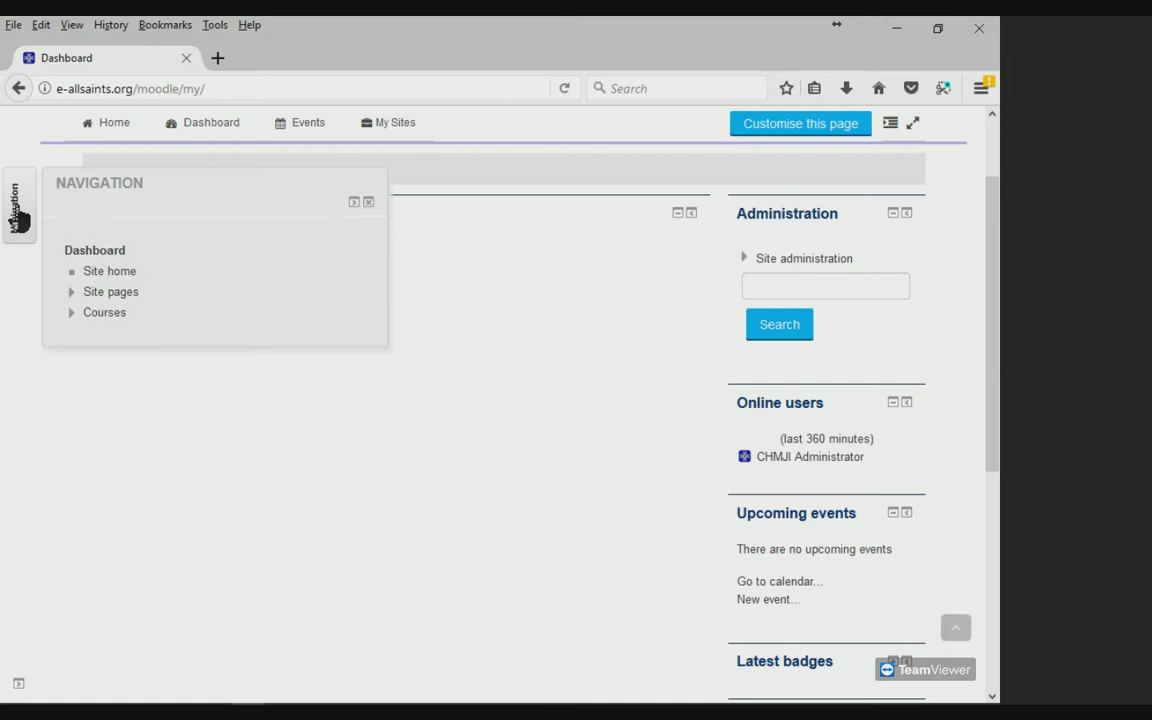 File Edit View History Bookmarks Tools Help
Dashboard
e-allsaints.org/moodle/my/
Search
Home Dashboard Events My Sites
Customise this page
Navigation
NAVIGATION
Dashboard
Site home
Site pages
Courses
Administration
Site administration
Search
Online users
(last 360 minutes)
CHMJI Administrator
Upcoming events
There are no upcoming events
Go to calendar...
New event...
Latest badges
TeamViewer